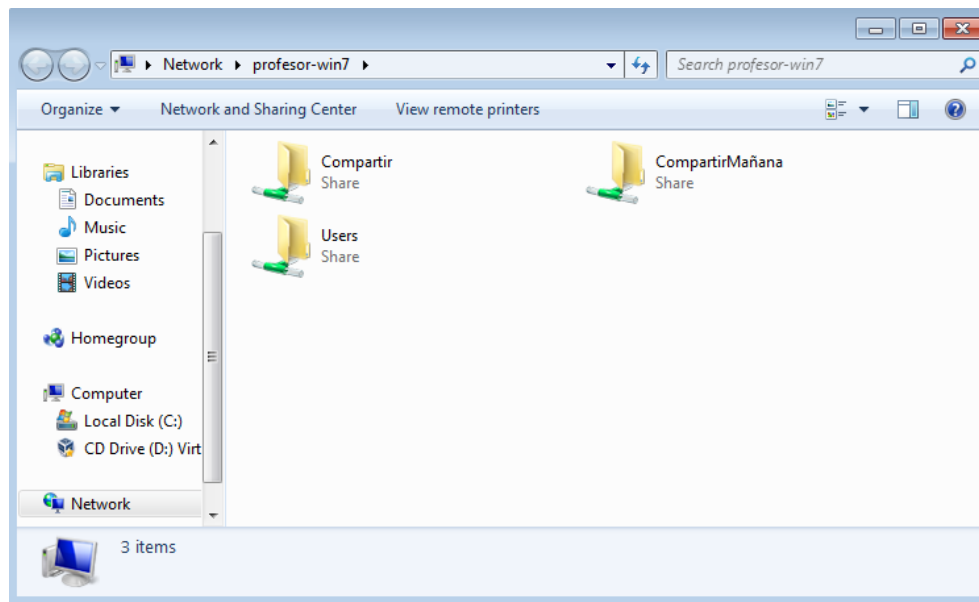 Network profesor-win7
Search profesor-win7
Organize Network and Sharing Center View remote printers
Libraries
Documents
Music
Pictures
Videos
Homegroup
Computer
Local Disk (C:)
CD Drive (D:) Virt
Network
Compartir
Share
CompartirMañana
Share
Users
Share
3 items